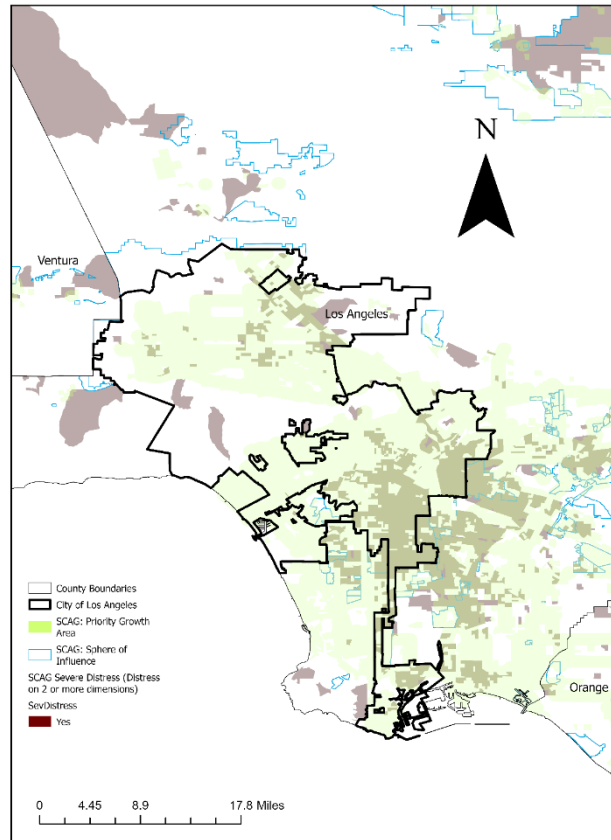 N
Ventura
Los Angeles
County Boundaries
City of Los Angeles
SCAG: Priority Growth
Area
SCAG: Sphere of
Influence
SCAG Severe Distress (Distress
on 2 or more dimensions)
SevDistress
Yes
Orange
0 4.45 8.9 17.8 Miles